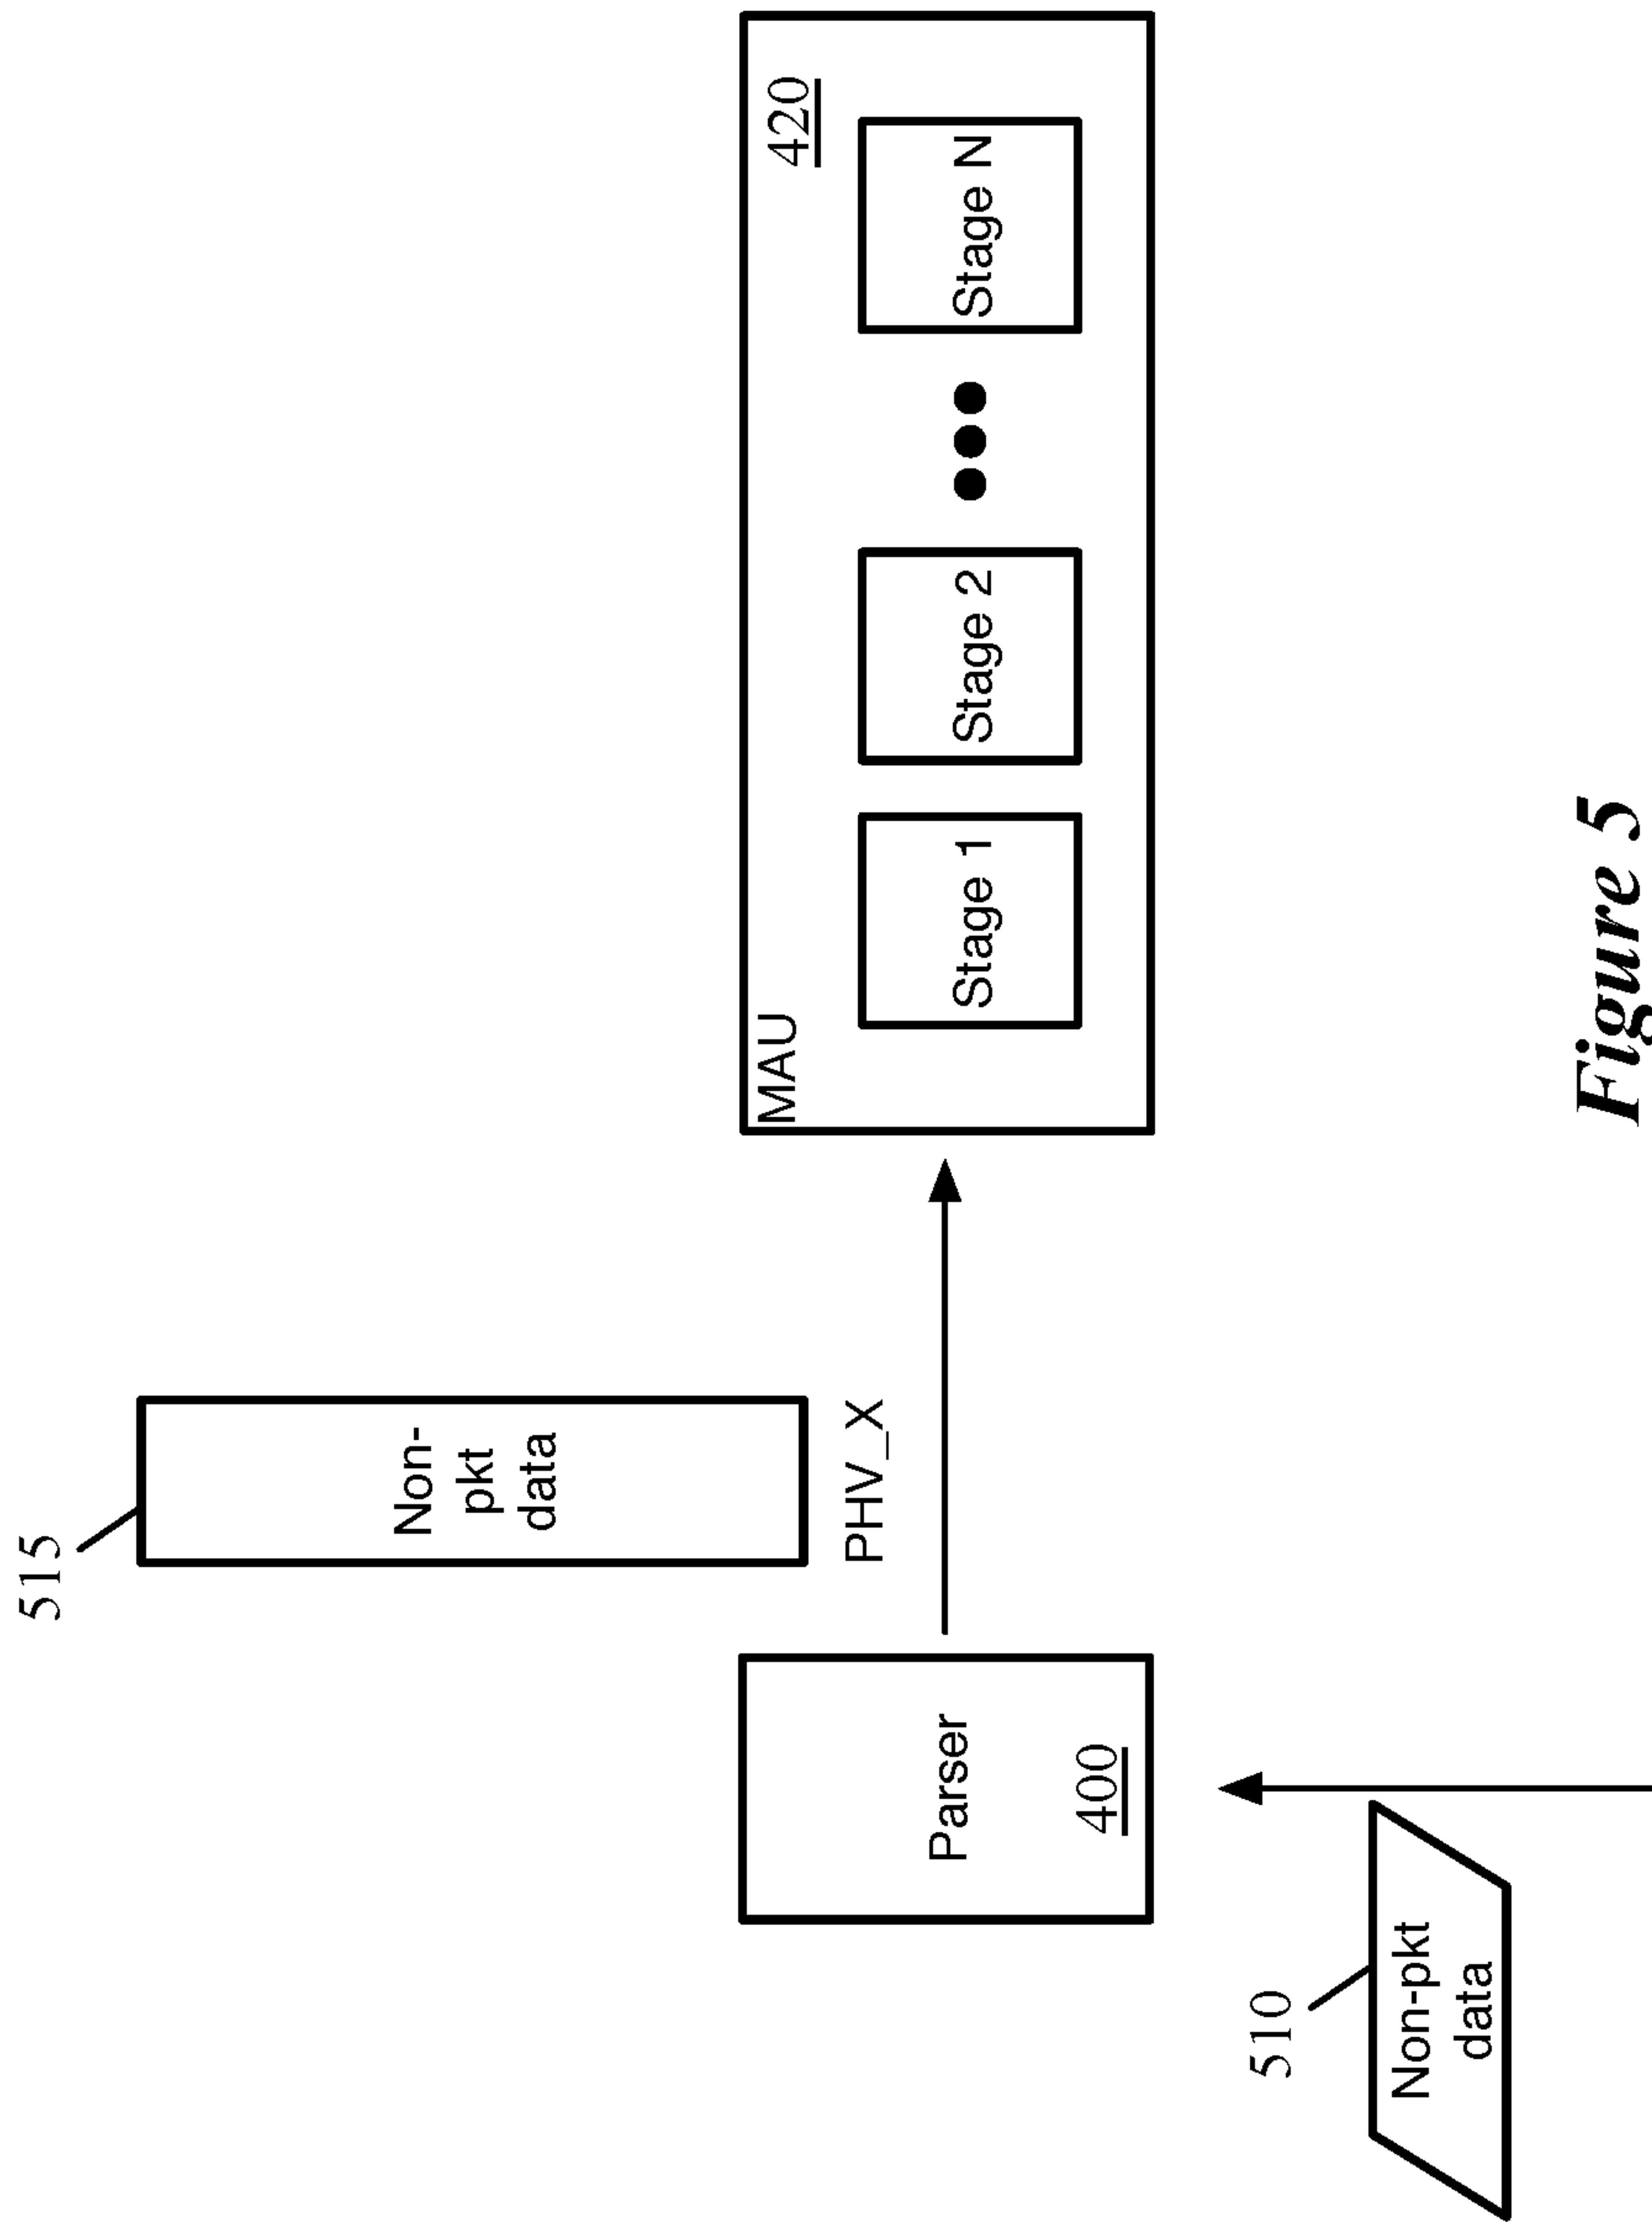 515
Non-
pkt
data
PHV_X
MAU
420
Stage 1
Stage 2
Stage N
Parser
400
510
Non-pkt
data
Figure 5